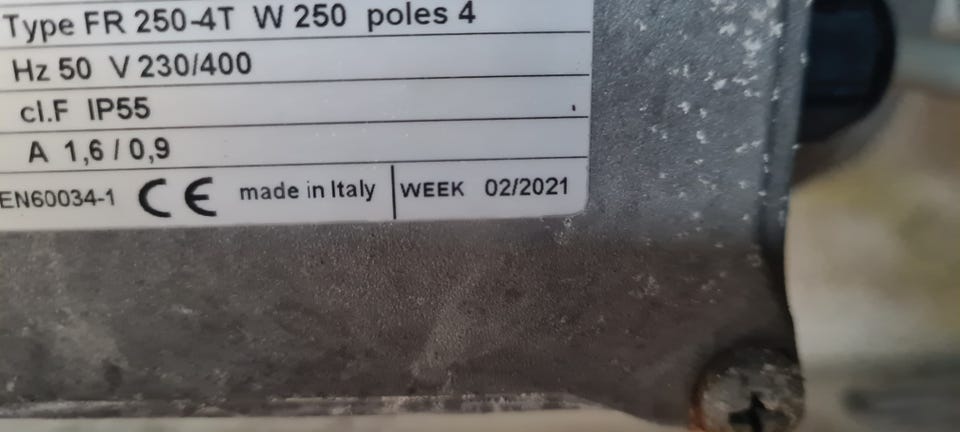 Type FR 250-4T W 250 poles 4
Hz 50 V 230/400
cl.F IP55
A 1,6 / 0,9
EN60034-1 CE made in Italy WEEK 02/2021